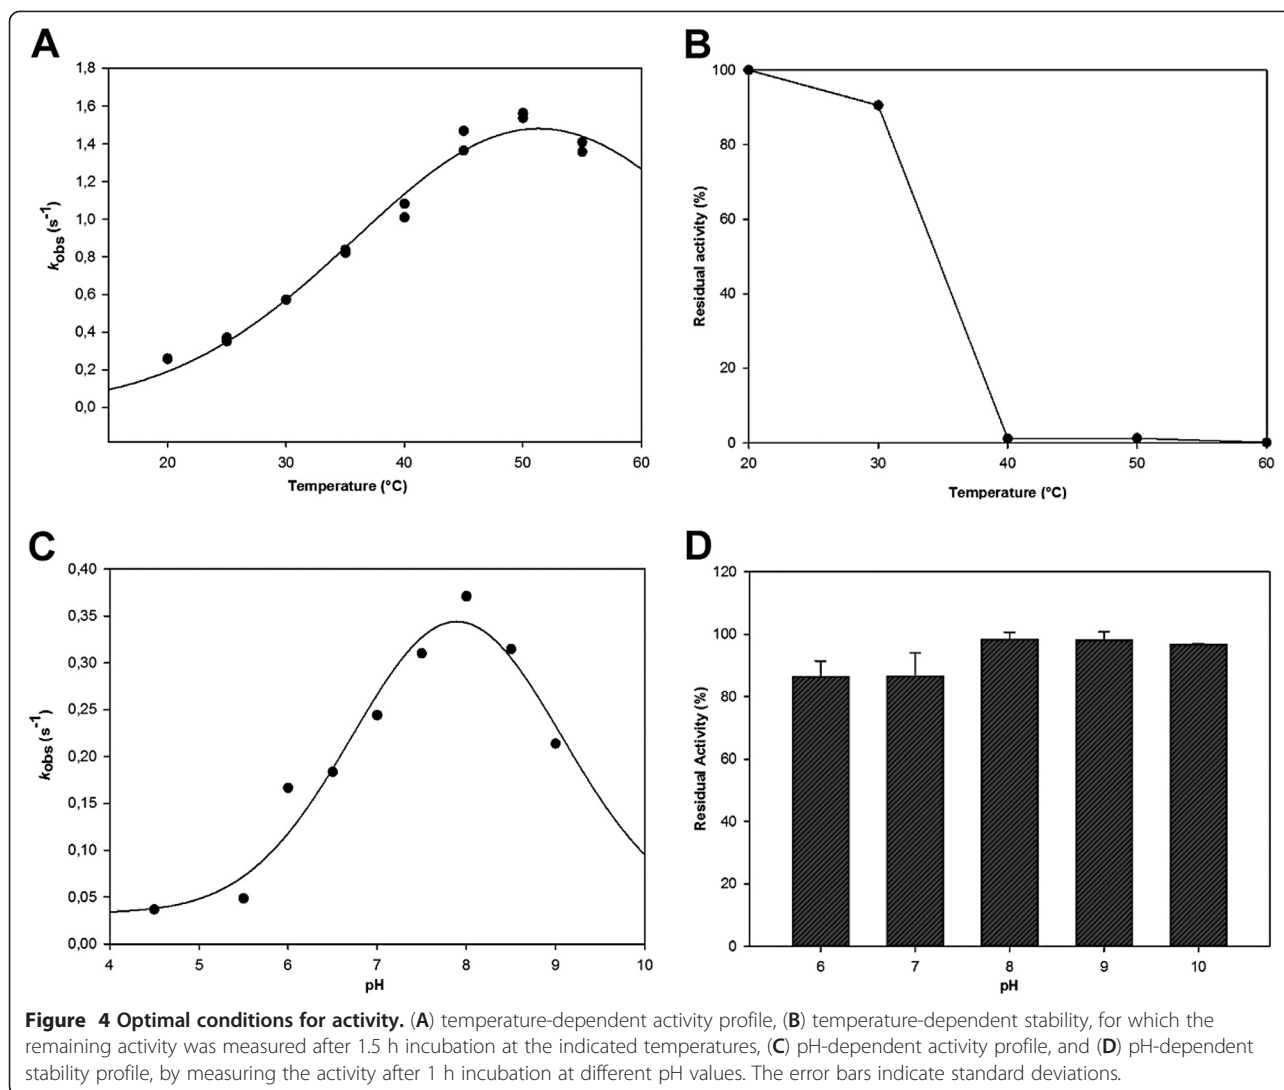 A
1,8
1,6
1,4
1,2
1,0
0,8
0,6
0,4
0,2
0,0
kobs (s-1)
20 30 40 50 60
Temperature (°C)
B
100
80
60
40
20
0
Residual activity (%)
20 30 40 50 60
Temperature (°C)
C
0,40
0,35
0,30
0,25
0,20
0,15
0,10
0,05
0,00
kobs (s-1)
4 5 6 7 8 9 10
pH
D
120
100
80
60
40
20
0
Residual Activity (%)
6 7 8 9 10
pH
Figure 4 Optimal conditions for activity. (A) temperature-dependent activity profile, (B) temperature-dependent stability, for which the
remaining activity was measured after 1.5 h incubation at the indicated temperatures, (C) pH-dependent activity profile, and (D) pH-dependent
stability profile, by measuring the activity after 1 h incubation at different pH values. The error bars indicate standard deviations.